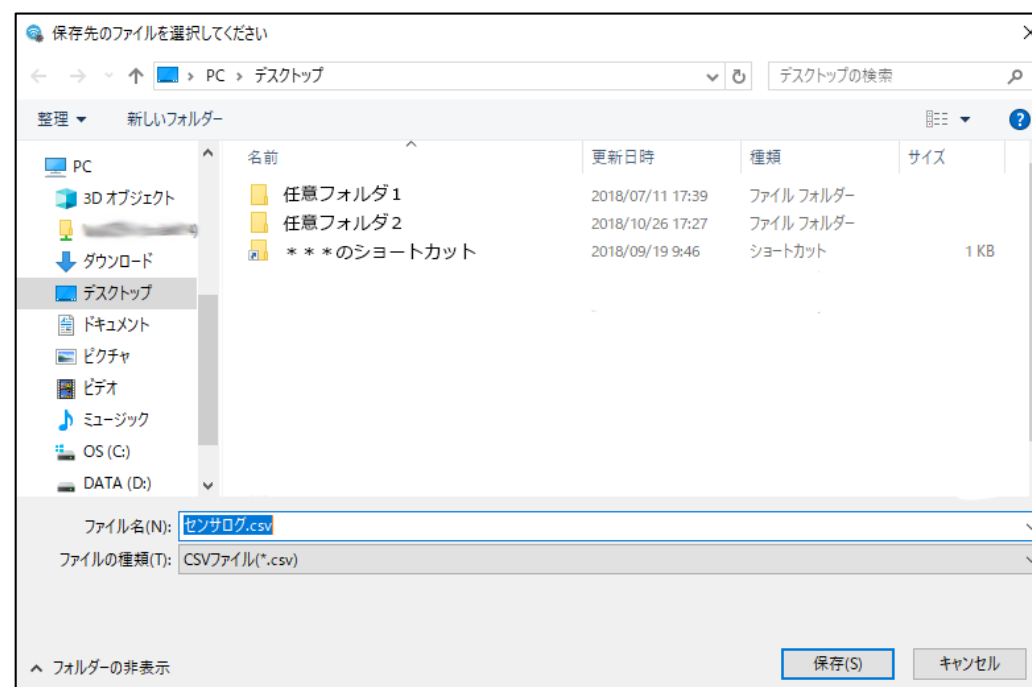 保存先のファイルを選択してください
PC › デスクトップ
デスクトップの検索
整理 新しいフォルダー
名前 更新日時 種類 サイズ
任意フォルダ1 2018/07/11 17:39 ファイル フォルダー
任意フォルダ2 2018/10/26 17:27 ファイル フォルダー
***のショートカット 2018/09/19 9:46 ショートカット 1 KB
PC
3D オブジェクト
ダウンロード
デスクトップ
ドキュメント
ピクチャ
ビデオ
ミュージック
OS (C:)
DATA (D:)
ファイル名(N): センサログ.csv
ファイルの種類(T): CSVファイル(*.csv)
フォルダーの非表示
保存(S) キャンセル